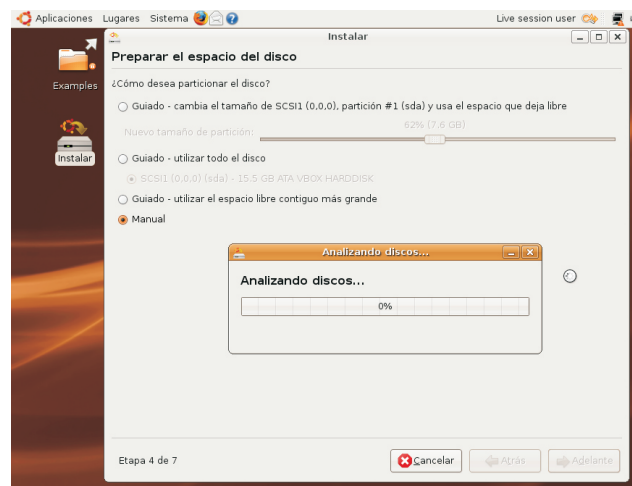 Aplicaciones Lugares Sistema Live session user
Examples
Instalar
Instalar
Preparar el espacio del disco
¿Cómo desea particionar el disco?
Guiado - cambia el tamaño de SCSI1 (0,0,0), partición #1 (sda) y usa el espacio que deja libre
Nuevo tamaño de partición:
62% (7.6 GB)
Guiado - utilizar todo el disco
SCSI1 (0,0,0) (sda) - 15.5 GB ATA VBOX HARDDISK
Guiado - utilizar el espacio libre contiguo más grande
Manual
Analizando discos...
Analizando discos...
0%
Etapa 4 de 7
Cancelar
Atrás
Adelante